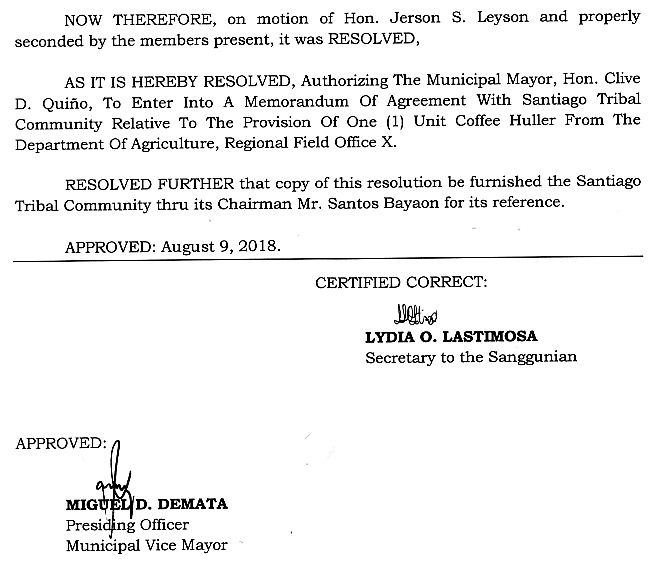 NOW THEREFORE, on motion of Hon. Jerson S. Leyson and properly
seconded by the members present, it was RESOLVED,
AS IT IS HEREBY RESOLVED, Authorizing The Municipal Mayor, Hon. Clive
D. Quiño, To Enter Into A Memorandum Of Agreement With Santiago Tribal
Community Relative To The Provision Of One (1) Unit Coffee Huller From The
Department Of Agriculture, Regional Field Office X.
RESOLVED FURTHER that copy of this resolution be furnished the Santiago
Tribal Community thru its Chairman Mr. Santos Bayaon for its reference.
APPROVED: August 9, 2018.
CERTIFIED CORRECT:
LYDIA O. LASTIMOSA
Secretary to the Sanggunian
APPROVED:
MIGUEL D. DEMATA
Presiding Officer
Municipal Vice Mayor